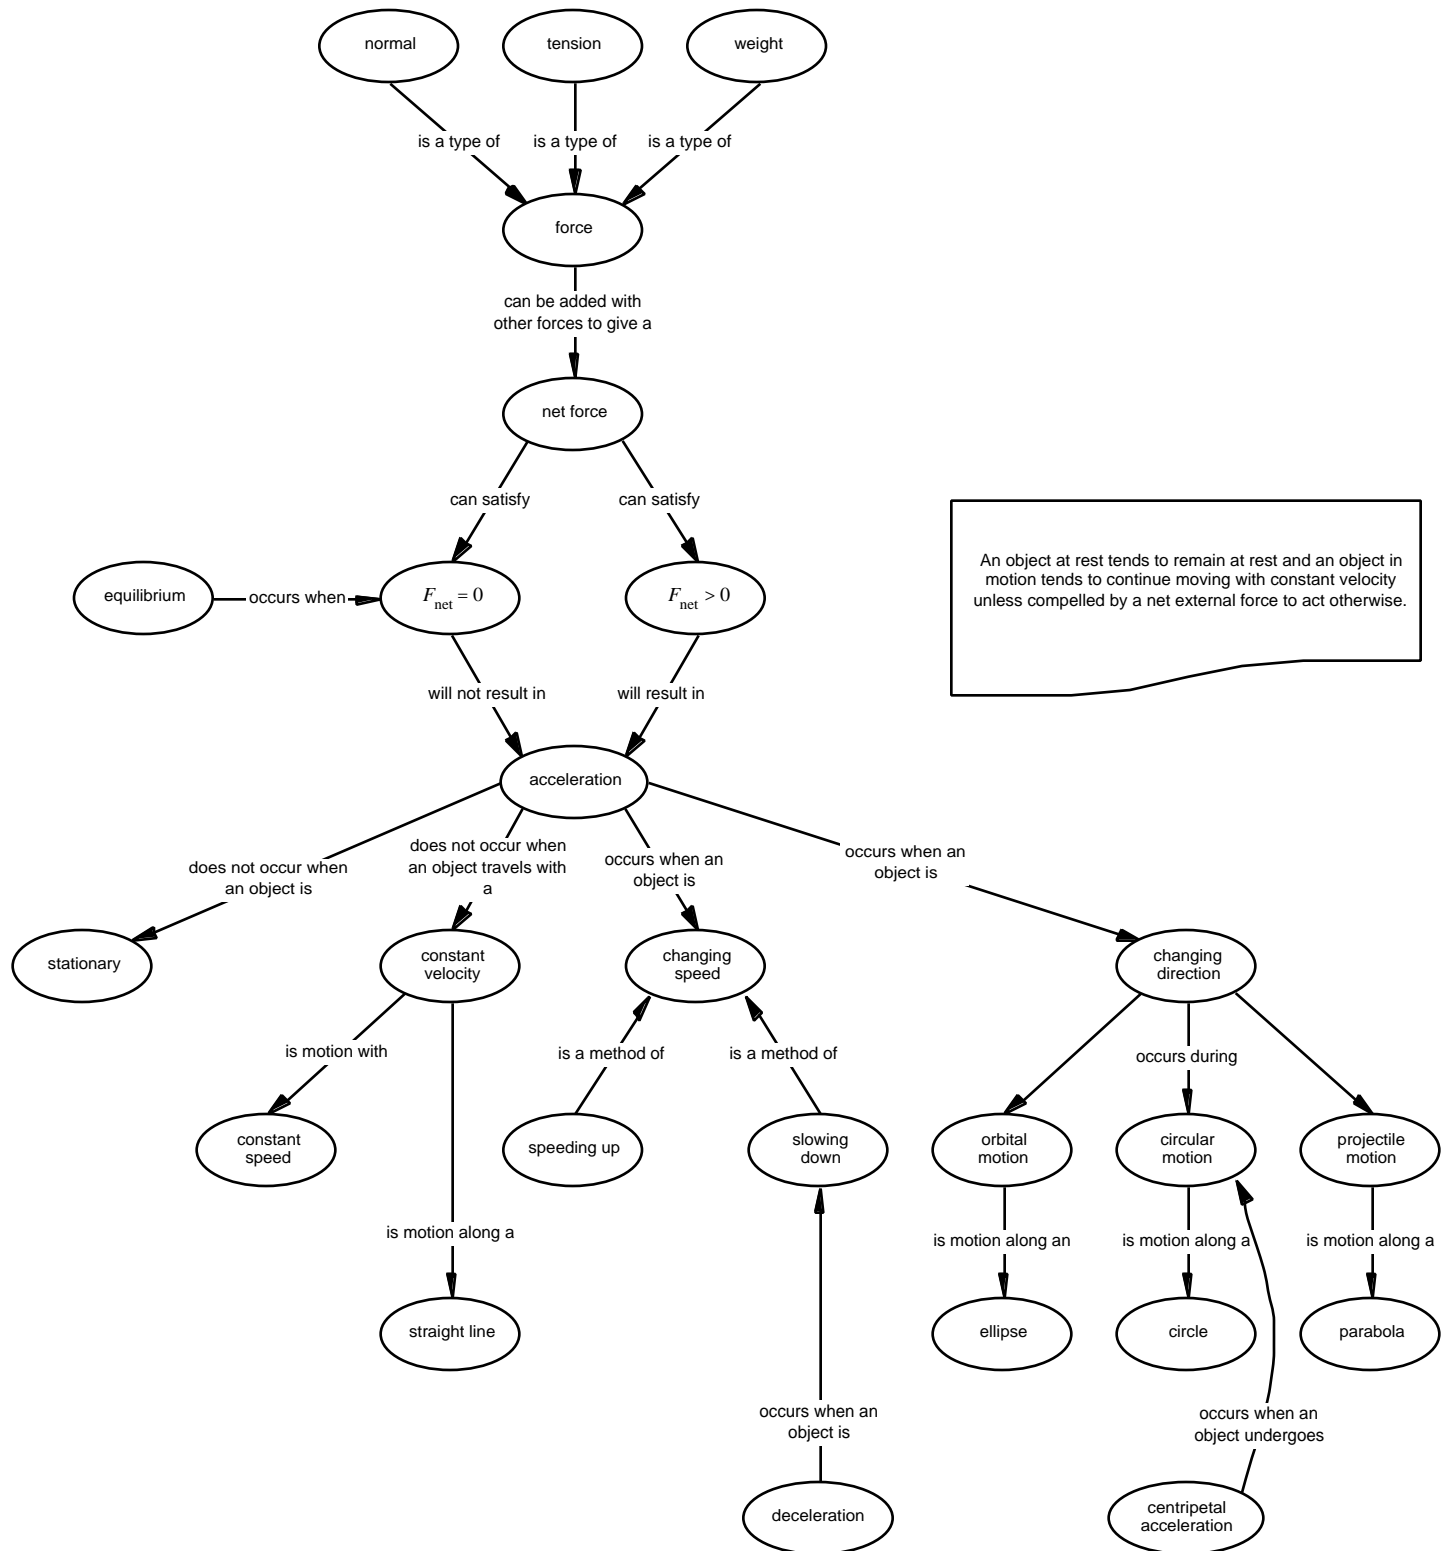 normal
tension
weight
is a type of
is a type of
is a type of
force
can be added with
other forces to give a
net force
can satisfy
can satisfy
An object at rest tends to remain at rest and an object in
motion tends to continue moving with constant velocity
unless compelled by a net external force to act otherwise.
equilibrium
occurs when
F_net = 0
F_net > 0
will not result in
will result in
acceleration
does not occur when
an object is
does not occur when
an object travels with
a
occurs when an
object is
occurs when an
object is
stationary
constant
velocity
changing
speed
changing
direction
is motion with
is a method of
is a method of
occurs during
constant
speed
speeding up
slowing
down
orbital
motion
circular
motion
projectile
motion
is motion along a
is motion along an
is motion along a
is motion along a
straight line
ellipse
circle
parabola
occurs when an
object is
occurs when an
object undergoes
deceleration
centripetal
acceleration